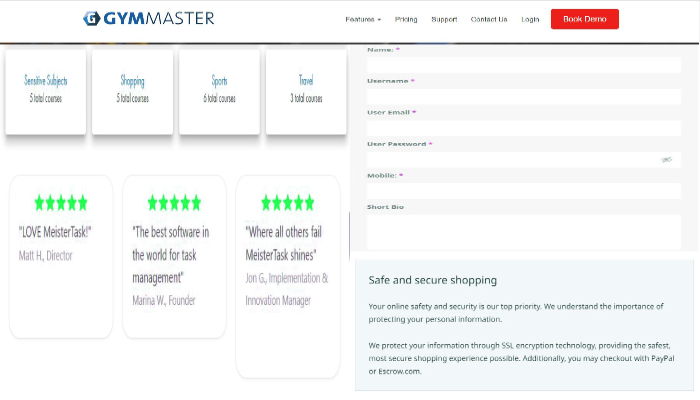 GYMMASTER
Features Pricing Support Contact Us Login Book Demo
Sensitive Subjects
5 total courses
Shopping
5 total courses
Sports
6 total courses
Travel
3 total courses
"LOVE MeisterTask!"
Matt H., Director
"The best software in
the world for task
management"
Marina W., Founder
"Where all others fail
MeisterTask shines"
Jon G., Implementation &
Innovation Manager
Name: *
Username *
User Email *
User Password *
Mobile: *
Short Bio
Safe and secure shopping
Your online safety and security is our top priority. We understand the importance of
protecting your personal information.
We protect your information through SSL encryption technology, providing the safest,
most secure shopping experience possible. Additionally, you may checkout with PayPal
or Escrow.com.